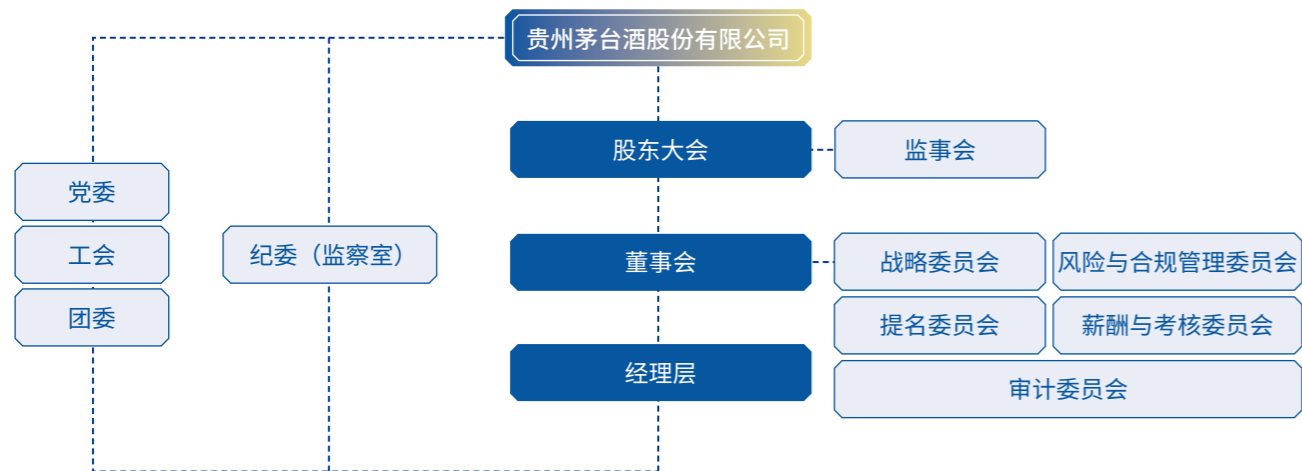 贵州茅台酒股份有限公司
股东大会
监事会
党委
工会
团委
纪委（监察室）
董事会
战略委员会
风险与合规管理委员会
提名委员会
薪酬与考核委员会
经理层
审计委员会